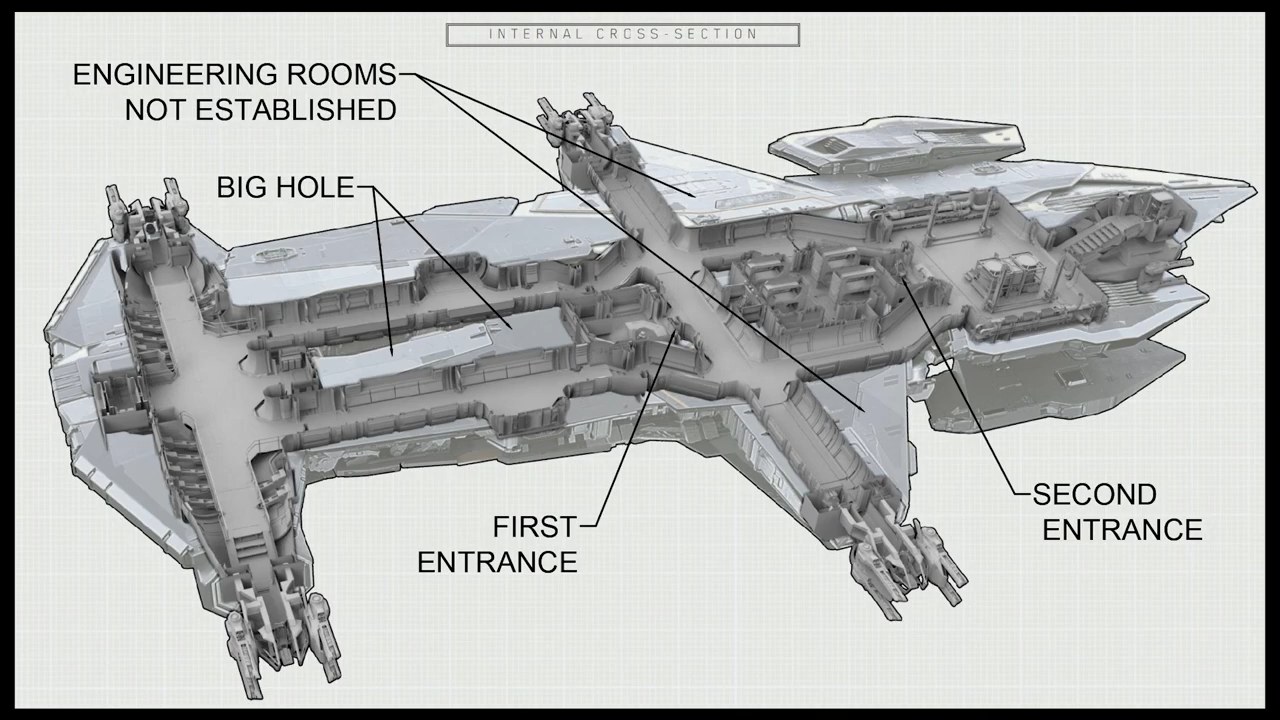 INTERNAL CROSS-SECTION
ENGINEERING ROOMS
NOT ESTABLISHED
BIG HOLE
FIRST
ENTRANCE
SECOND
ENTRANCE